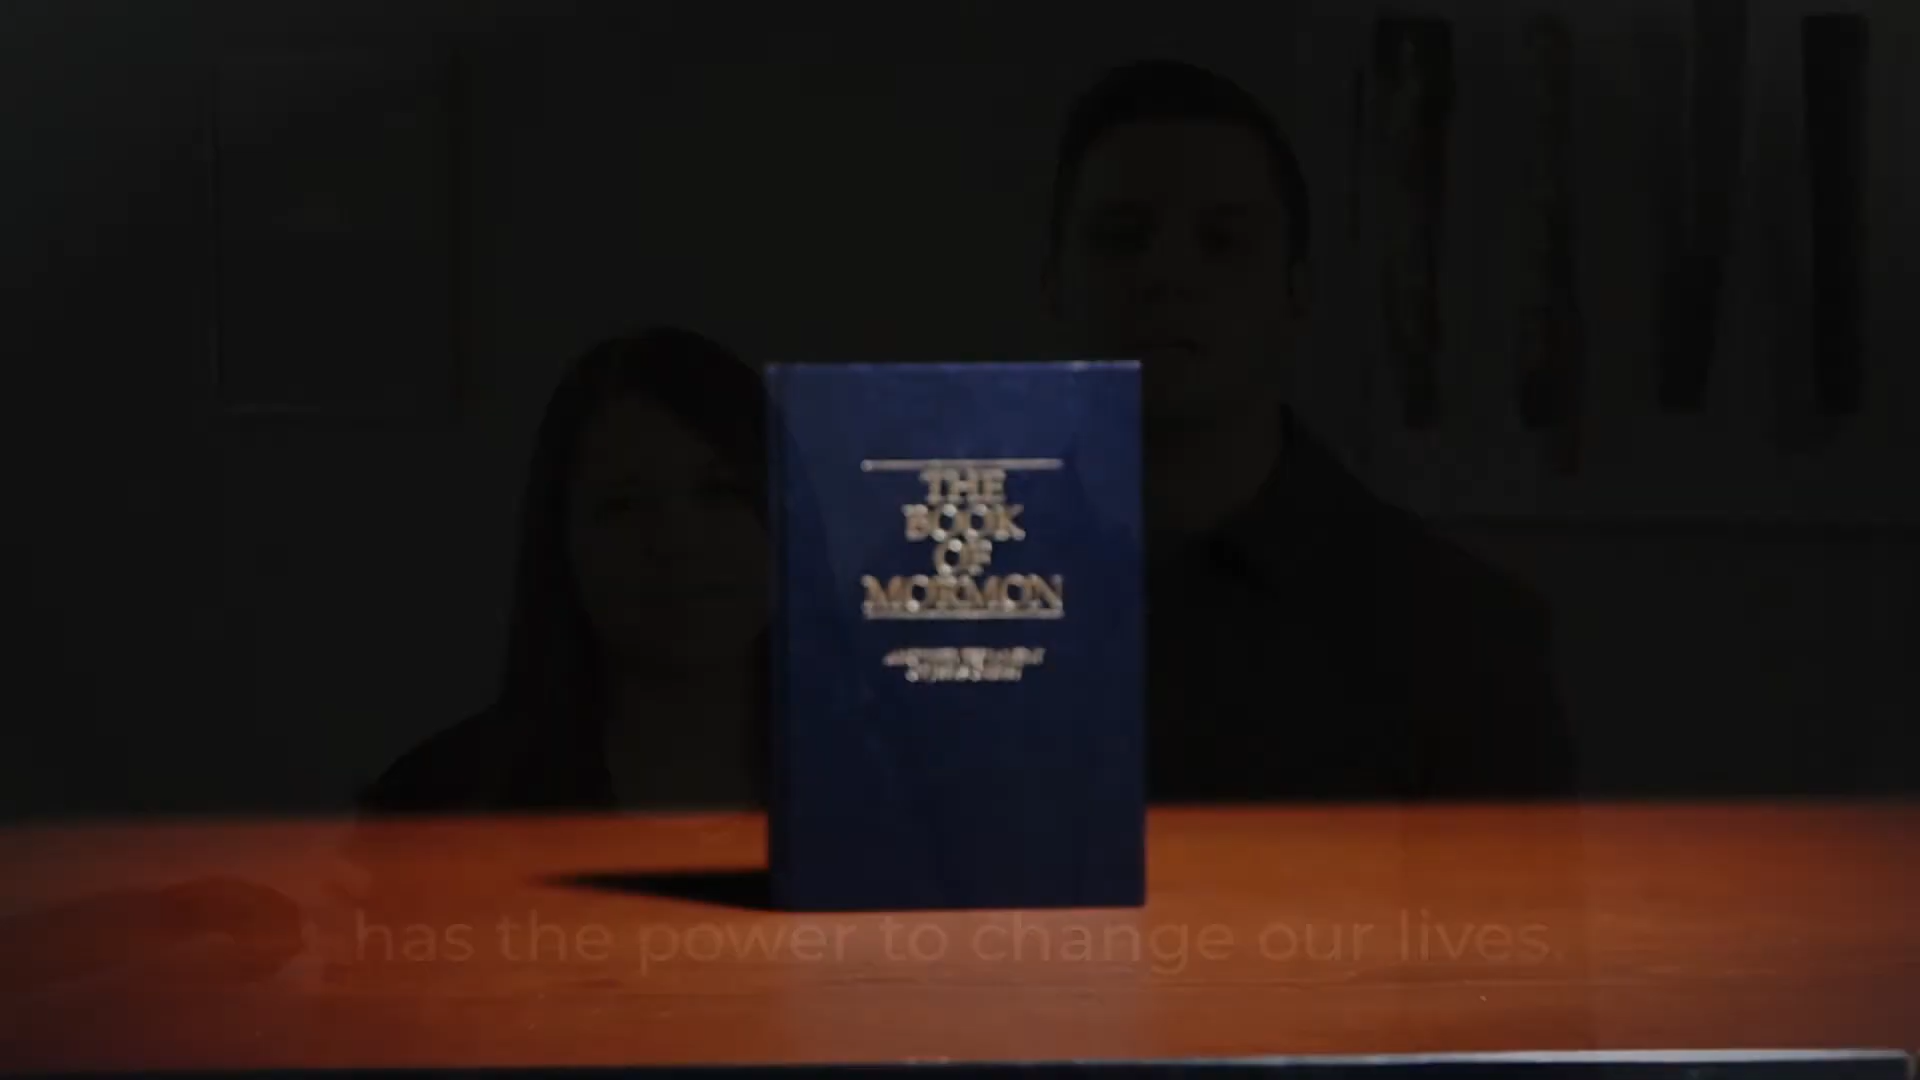 THE
BOOK
OF
MORMON
has the power to change our lives.